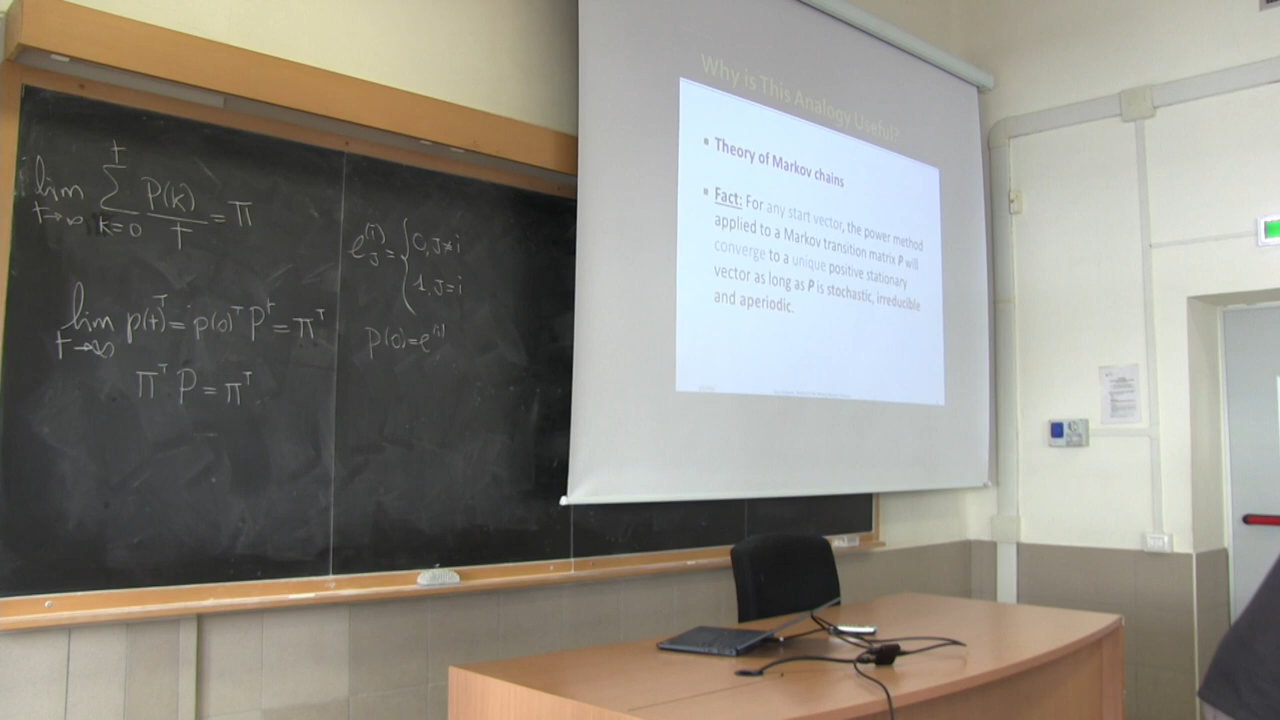 lim t→∞ t∑k=0 P(k)/t = π
lim t→∞ p(t)ᵀ = p(0)ᵀ Pᵗ = πᵀ
πᵀ P = πᵀ
eⱼ⁽ⁱ⁾ = { 0, J≠i
1, J=i
P(0) = e⁽ⁱ⁾
Why is This Analogy Useful?
▪ Theory of Markov chains
▪ Fact: For any start vector, the power method
applied to a Markov transition matrix P will
converge to a unique positive stationary
vector as long as P is stochastic, irreducible
and aperiodic.